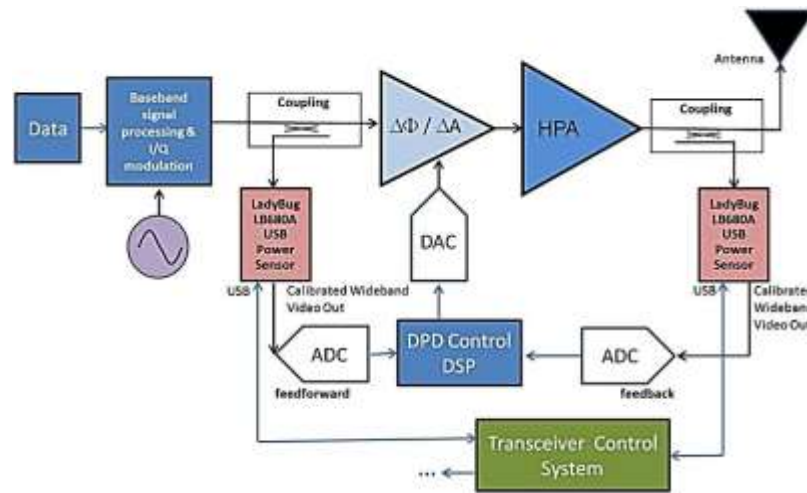 Antenna
Coupling
Coupling
Data
Baseband
signal
processing &
I/Q
modulation
ΔΦ / ΔA
HPA
LadyBug
LB680A
USB
Power
Sensor
DAC
LadyBug
LB680A
USB
Power
Sensor
USB
Calibrated Wideband
Video Out
USB
Calibrated
Wideband
Video Out
ADC
DPD Control
DSP
ADC
feedforward
feedback
Transceiver Control
System
...